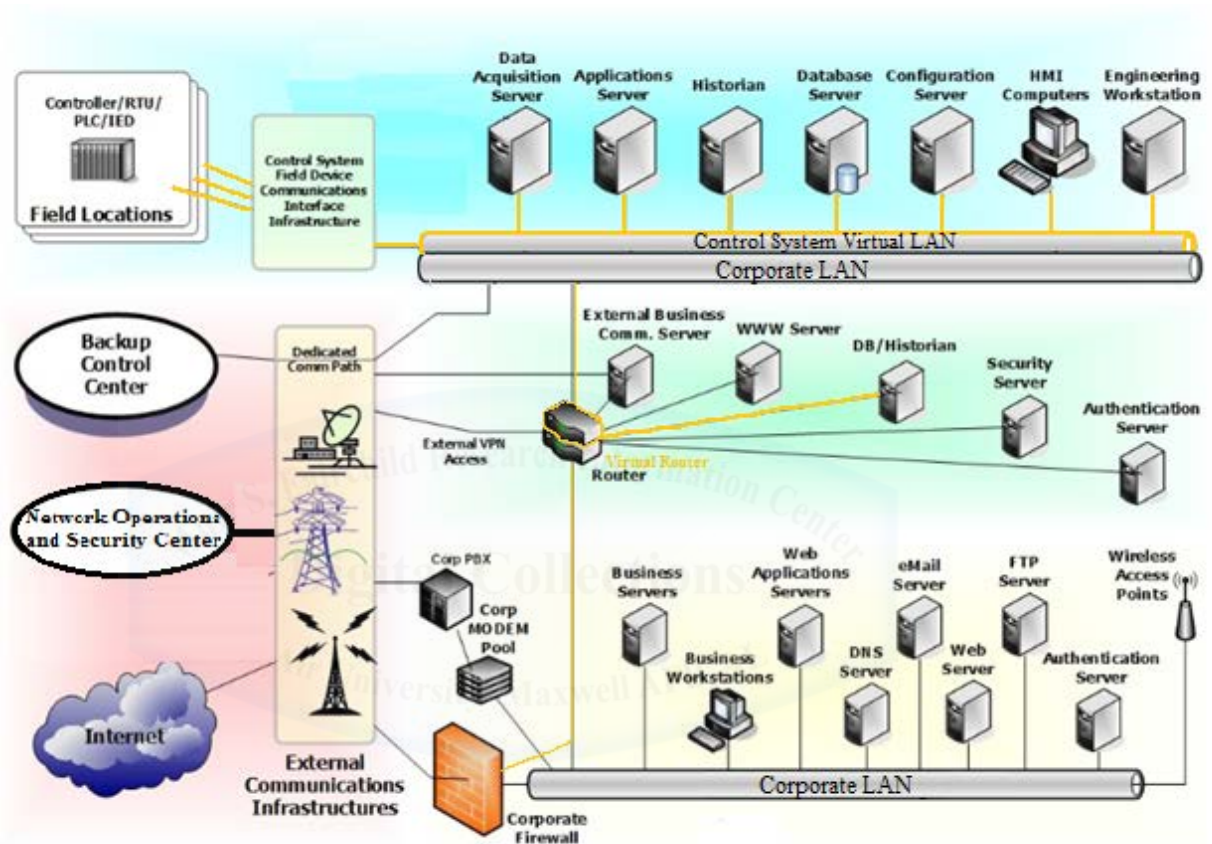 Data
Acquisition
Server
Applications
Server
Historian
Database
Server
Configuration
Server
HMI
Computers
Engineering
Workstation
Controller/RTU/
PLC/IED
Field Locations
Control System
Field Device
Communications
Interface
Infrastructure
Control System Virtual LAN
Corporate LAN
Backup
Control
Center
Dedicated
Comm Path
External Business
Comm. Server
WWW Server
DB/Historian
Security
Server
Authentication
Server
External VPN
Access
Virtual Router
Router
Network Operations
and Security Center
Corp PBX
Corp
MODEM
Pool
Business
Servers
Web
Applications
Servers
eMail
Server
FTP
Server
Wireless
Access
Points
Business
Workstations
DNS
Server
Web
Server
Authentication
Server
Internet
External
Communications
Infrastructures
Corporate
Firewall
Corporate LAN
Digital Collections